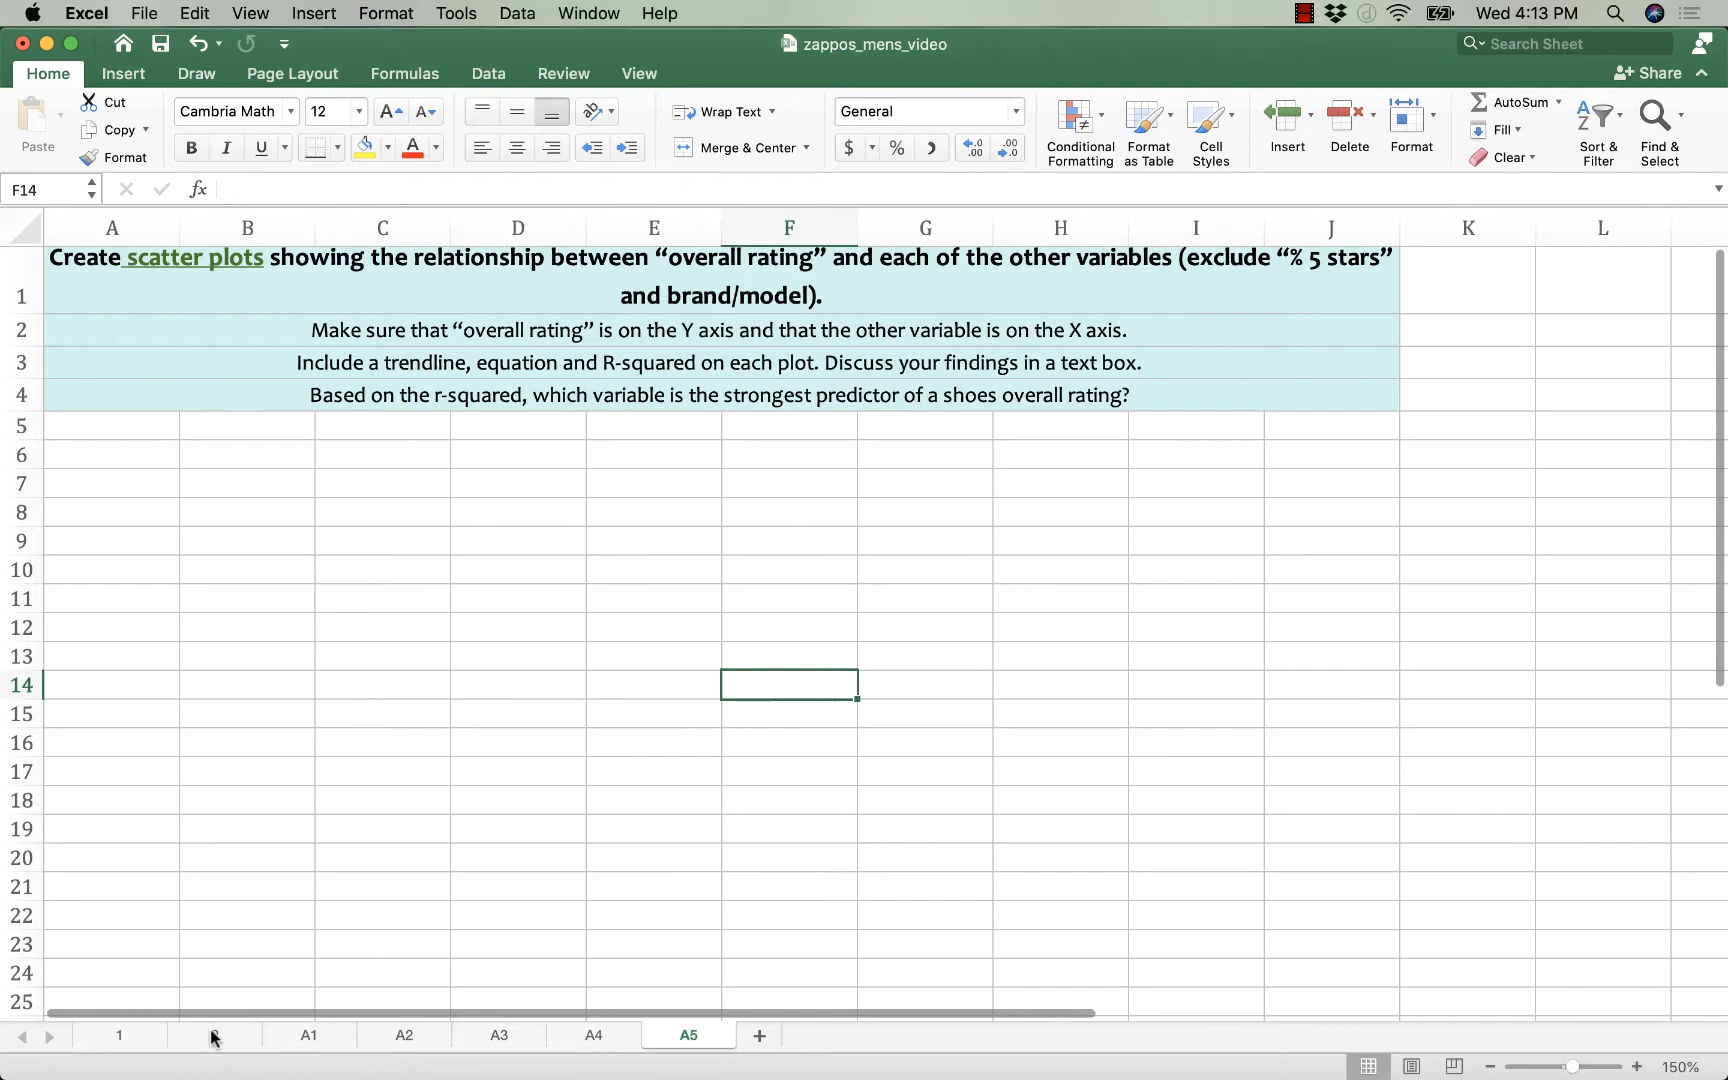 Excel File Edit View Insert Format Tools Data Window Help Wed 4:13 PM
zappos_mens_video
Search Sheet
Home Insert Draw Page Layout Formulas Data Review View Share
Paste
Cut
Copy
Format
Cambria Math 12 A A
B I U A
Wrap Text
Merge & Center
General
$ % .0 .00 .00 .0
Conditional Formatting
Format as Table
Cell Styles
Insert
Delete
Format
AutoSum
Fill
Clear
Sort & Filter
Find & Select
F14 fx
A B C D E F G H I J K L
1 Create scatter plots showing the relationship between “overall rating” and each of the other variables (exclude “% 5 stars”
and brand/model).
2 Make sure that “overall rating” is on the Y axis and that the other variable is on the X axis.
3 Include a trendline, equation and R-squared on each plot. Discuss your findings in a text box.
4 Based on the r-squared, which variable is the strongest predictor of a shoes overall rating?
5
6
7
8
9
10
11
12
13
14
15
16
17
18
19
20
21
22
23
24
25
1 A1 A2 A3 A4 A5 +
150%